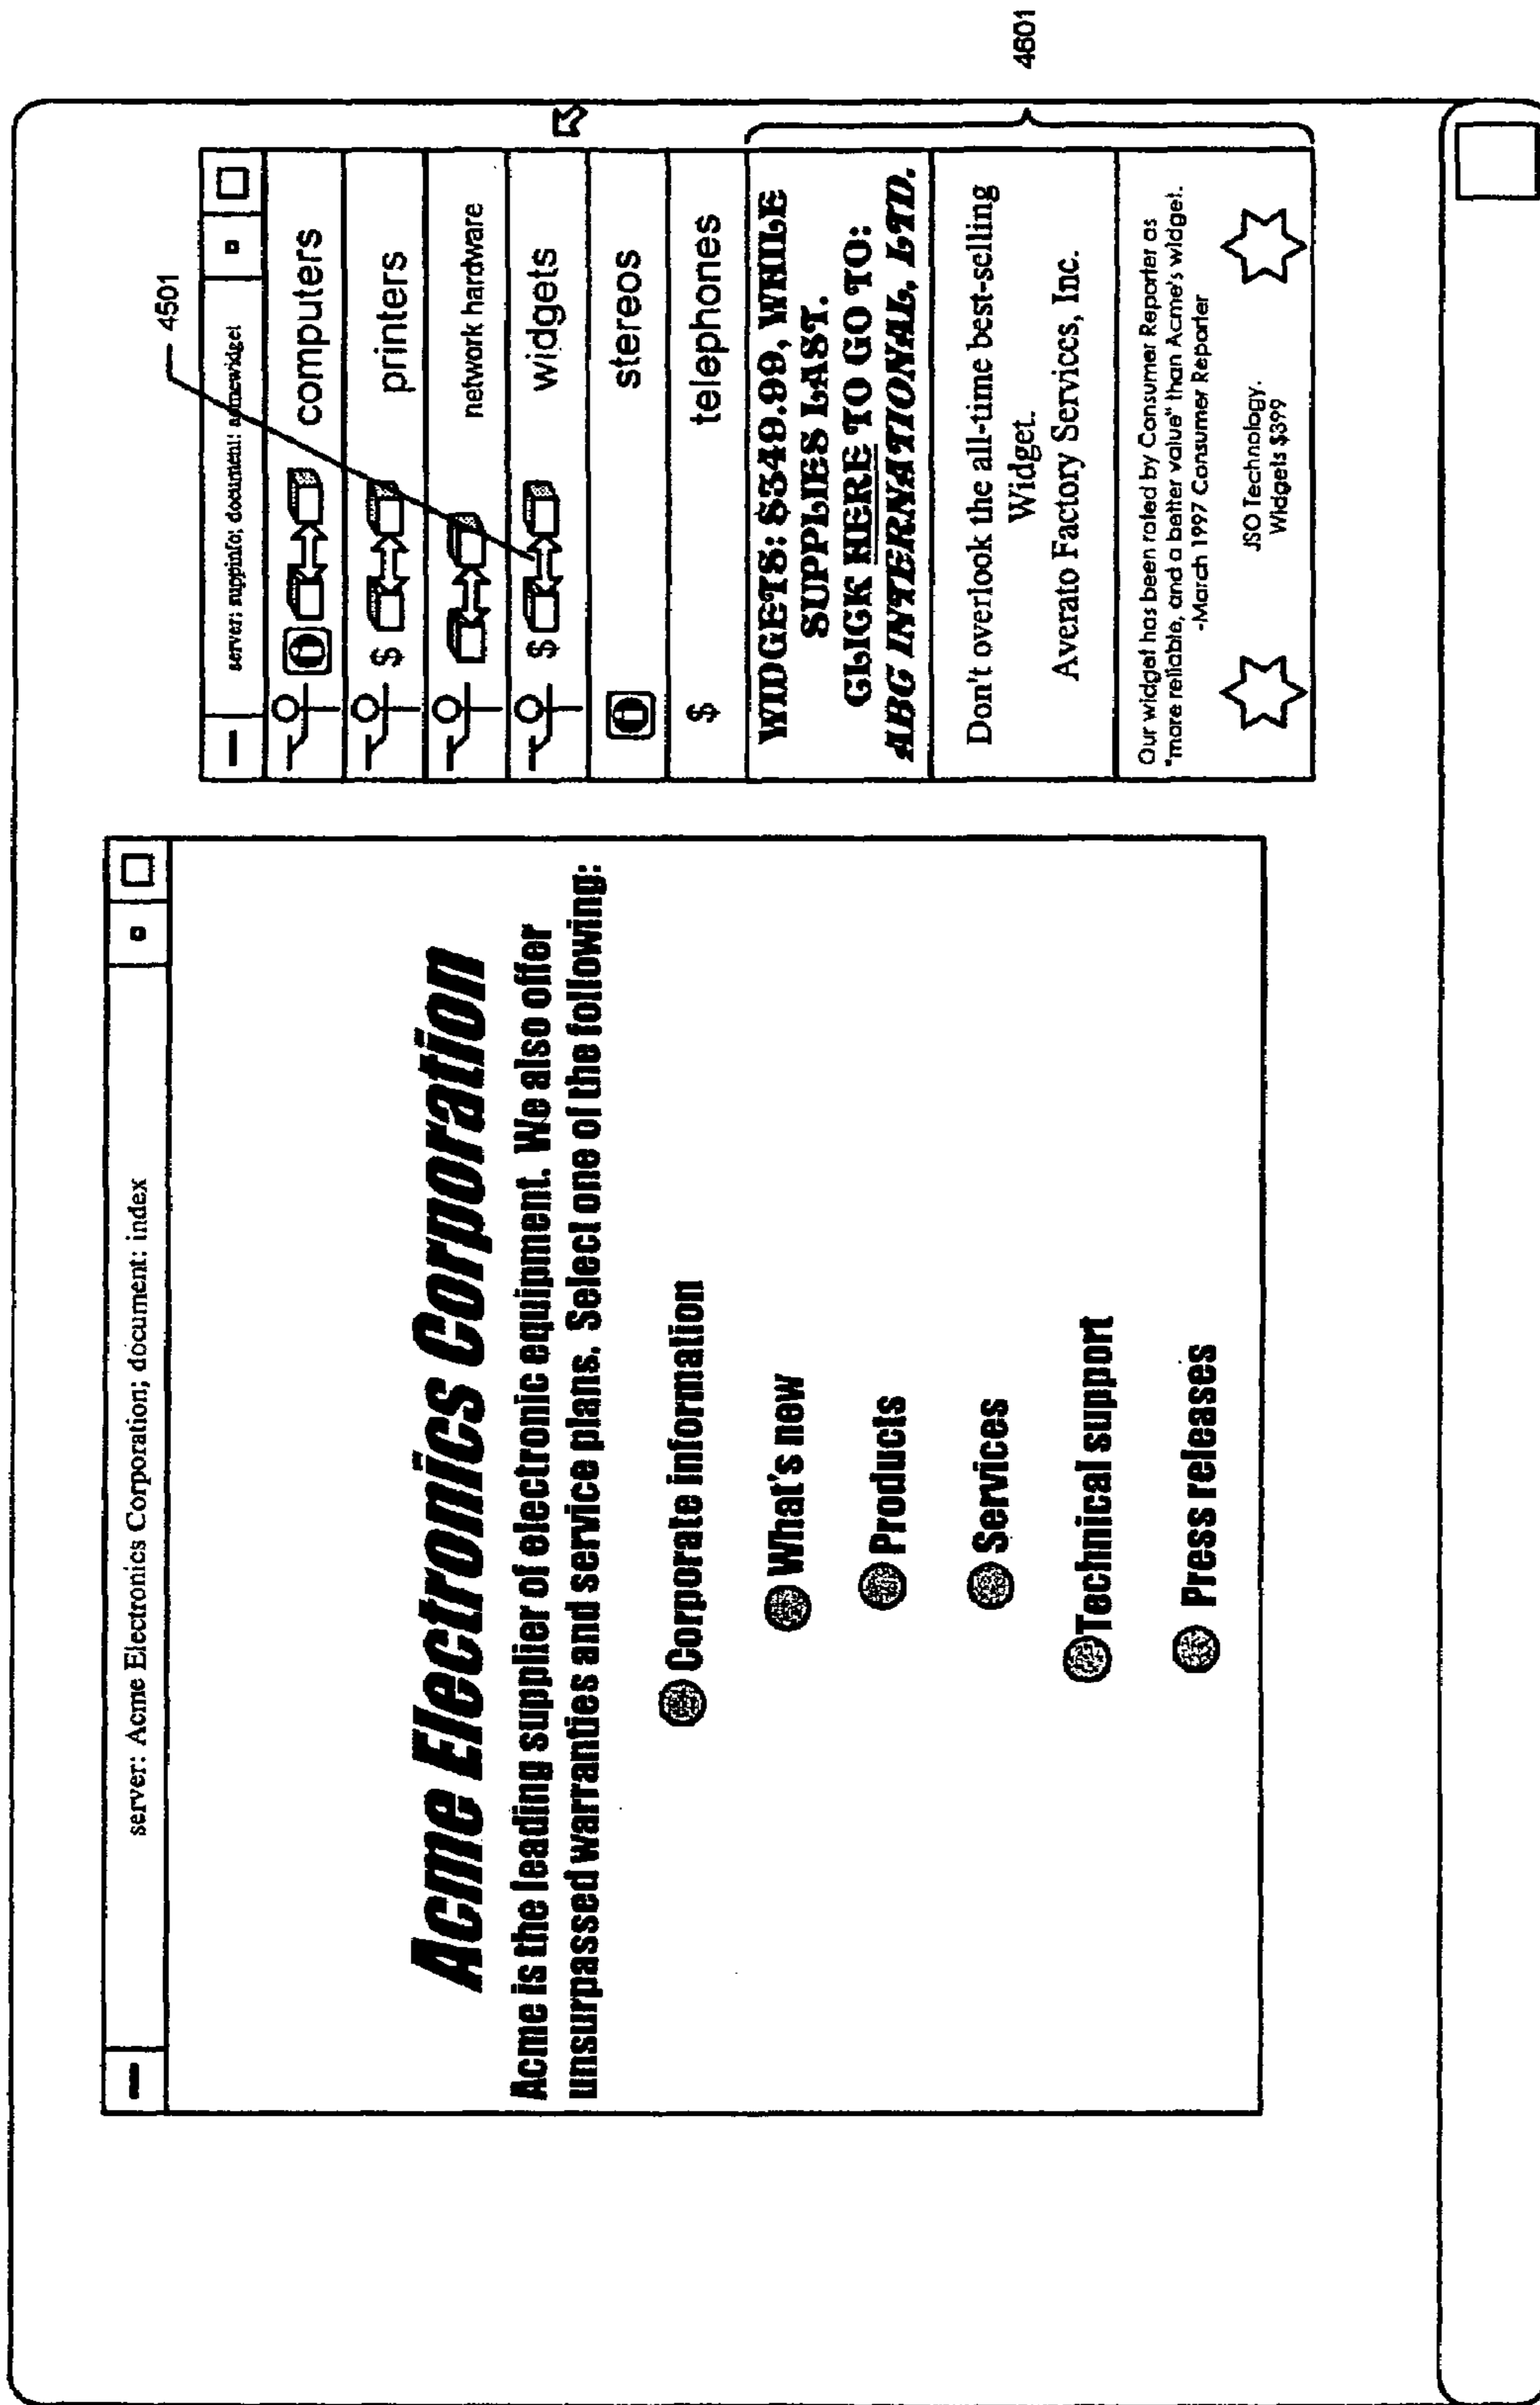 server: Acme Electronics Corporation; document: index
Acme Electronics Corporation
Acme is the leading supplier of electronic equipment. We also offer
unsurpassed warranties and service plans. Select one of the following:
Corporate information
What's new
Products
Services
Technical support
Press releases
4501
server: suppinfo; document: acmewidget
computers
$ printers
network hardware
$ widgets
stereos
$ telephones
WIDGETS: $349.99, WHILE
SUPPLIES LAST.
CLICK HERE TO GO TO:
ABC INTERNATIONAL, LTD.
Don't overlook the all-time best-selling
Widget.
Averato Factory Services, Inc.
Our widget has been rated by Consumer Reporter as
"more reliable, and a better value" than Acme's widget.
-March 1997 Consumer Reporter
JSO Technology.
Widgets $399
4601